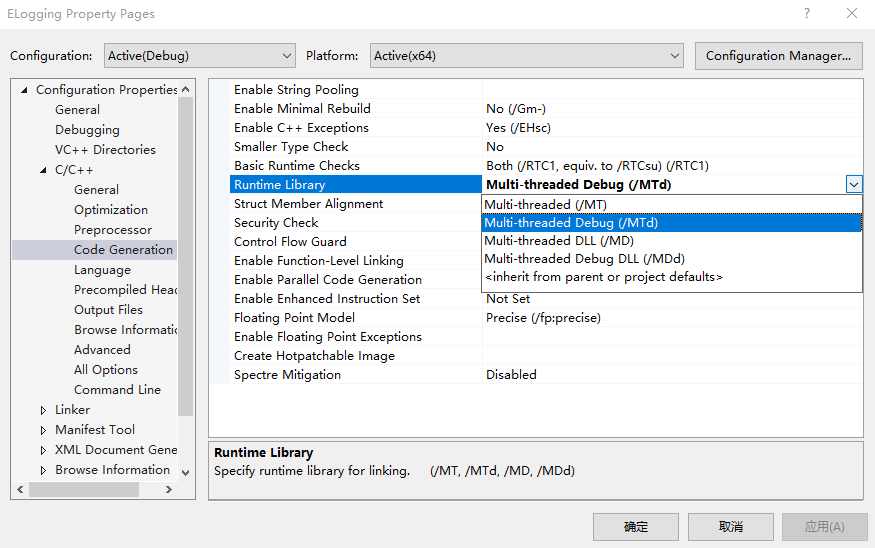 ELogging Property Pages
Configuration: Active(Debug) Platform: Active(x64) Configuration Manager...
Configuration Properties
General
Debugging
VC++ Directories
C/C++
General
Optimization
Preprocessor
Code Generation
Language
Precompiled Head
Output Files
Browse Informatic
Advanced
All Options
Command Line
Linker
Manifest Tool
XML Document Gene
Browse Information
Enable String Pooling
Enable Minimal Rebuild No (/Gm-)
Enable C++ Exceptions Yes (/EHsc)
Smaller Type Check No
Basic Runtime Checks Both (/RTC1, equiv. to /RTCsu) (/RTC1)
Runtime Library Multi-threaded Debug (/MTd)
Struct Member Alignment Multi-threaded (/MT)
Security Check Multi-threaded Debug (/MTd)
Control Flow Guard Multi-threaded DLL (/MD)
Enable Function-Level Linking Multi-threaded Debug DLL (/MDd)
Enable Parallel Code Generation <inherit from parent or project defaults>
Enable Enhanced Instruction Set Not Set
Floating Point Model Precise (/fp:precise)
Enable Floating Point Exceptions
Create Hotpatchable Image
Spectre Mitigation Disabled
Runtime Library
Specify runtime library for linking. (/MT, /MTd, /MD, /MDd)
确定 取消 应用(A)